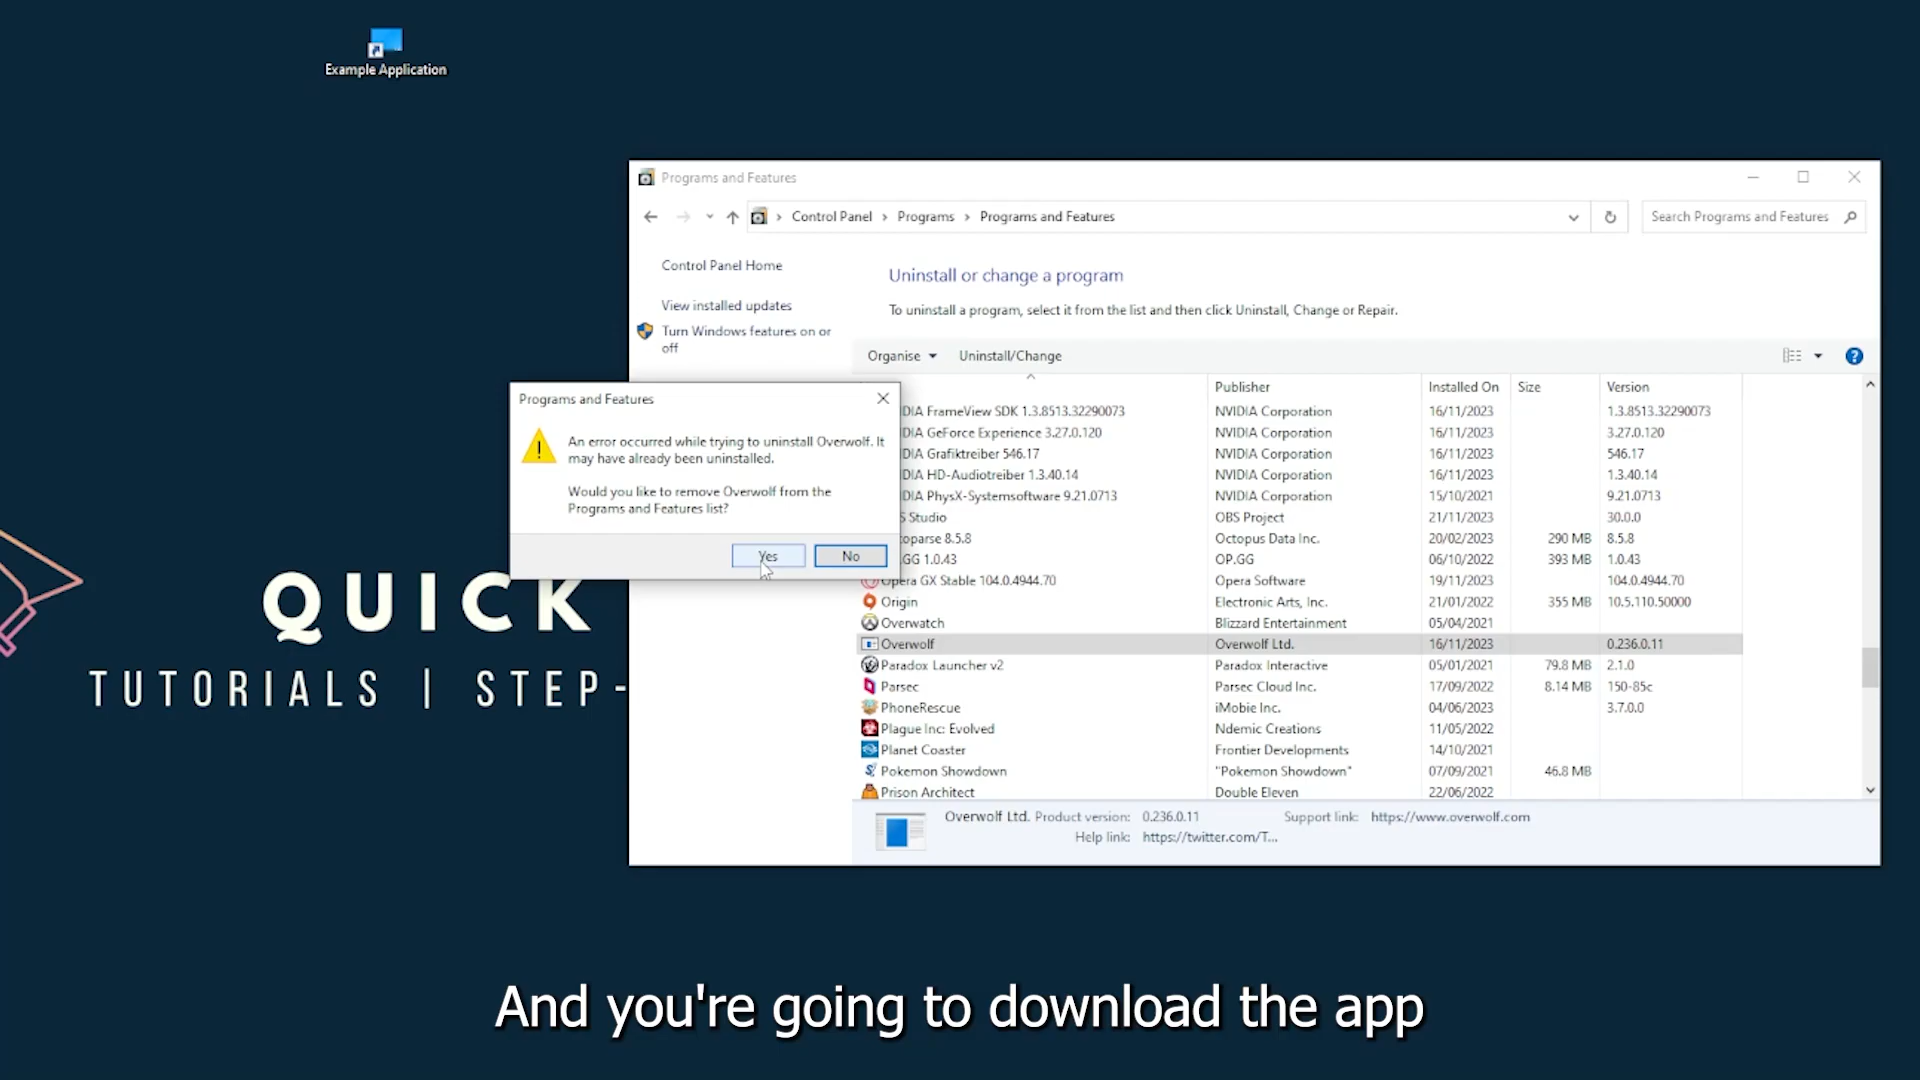 Example Application
Programs and Features
Control Panel
Programs
Programs and Features
Search Programs and Features
Control Panel Home
View installed updates
Turn Windows features on or
off
Uninstall or change a program
To uninstall a program, select it from the list and then click Uninstall, Change or Repair.
Organise
Uninstall/Change
Publisher
Installed On
Size
Version
DIA FrameView SDK 1.3.8513.32290073 NVIDIA Corporation 16/11/2023 1.3.8513.32290073
DIA GeForce Experience 3.27.0.120 NVIDIA Corporation 16/11/2023 3.27.0.120
DIA Grafiktreiber 546.17 NVIDIA Corporation 16/11/2023 546.17
DIA HD-Audiotreiber 1.3.40.14 NVIDIA Corporation 16/11/2023 1.3.40.14
DIA PhysX-Systemsoftware 9.21.0713 NVIDIA Corporation 15/10/2021 9.21.0713
S Studio OBS Project 21/11/2023 30.0.0
toparse 8.5.8 Octopus Data Inc. 20/02/2023 290 MB 8.5.8
.GG 1.0.43 OP.GG 06/10/2022 393 MB 1.0.43
Opera GX Stable 104.0.4944.70 Opera Software 19/11/2023 104.0.4944.70
Origin Electronic Arts, Inc. 21/01/2022 355 MB 10.5.110.50000
Overwatch Blizzard Entertainment 05/04/2021
Overwolf Overwolf Ltd. 16/11/2023 0.236.0.11
Paradox Launcher v2 Paradox Interactive 05/01/2021 79.8 MB 2.1.0
Parsec Parsec Cloud Inc. 17/09/2022 8.14 MB 150-85c
PhoneRescue iMobie Inc. 04/06/2023 3.7.0.0
Plague Inc: Evolved Ndemic Creations 11/05/2022
Planet Coaster Frontier Developments 14/10/2021
Pokemon Showdown "Pokemon Showdown" 07/09/2021 46.8 MB
Prison Architect Double Eleven 22/06/2022
Overwolf Ltd. Product version: 0.236.0.11 Support link: https://www.overwolf.com
Help link: https://twitter.com/T...
Programs and Features
An error occurred while trying to uninstall Overwolf. It
may have already been uninstalled.
Would you like to remove Overwolf from the
Programs and Features list?
Yes
No
QUICK
TUTORIALS | STEP-
And you're going to download the app